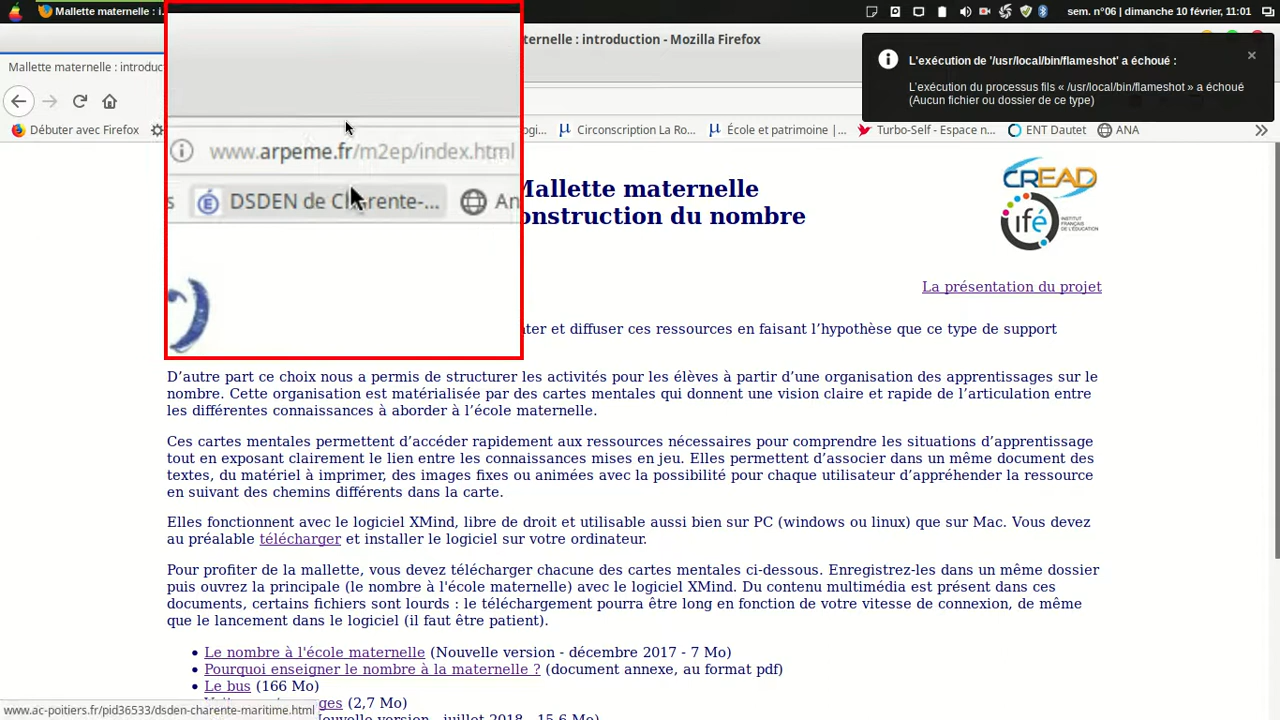 Mallette maternelle : i...
sem. n°06 | dimanche 10 février, 11:01
ternelle : introduction - Mozilla Firefox
Mallette maternelle : introduc
L'exécution de '/usr/local/bin/flameshot' a échoué :
L'exécution du processus fils « /usr/local/bin/flameshot » a échoué
(Aucun fichier ou dossier de ce type)
www.arpeme.fr/m2ep/index.html
Débuter avec Firefox
ogi...
Circonscription La Ro...
École et patrimoine |...
Turbo-Self - Espace n...
ENT Dautet
ANA
s
DSDEN de Charente-...
An
Mallette maternelle
onstruction du nombre
CREAD
ifé
INSTITUT
FRANÇAIS
DE L'ÉDUCATION
La présentation du projet
ter et diffuser ces ressources en faisant l'hypothèse que ce type de support
D'autre part ce choix nous a permis de structurer les activités pour les élèves à partir d'une organisation des apprentissages sur le
nombre. Cette organisation est matérialisée par des cartes mentales qui donnent une vision claire et rapide de l'articulation entre
les différentes connaissances à aborder à l'école maternelle.
Ces cartes mentales permettent d'accéder rapidement aux ressources nécessaires pour comprendre les situations d'apprentissage
tout en exposant clairement le lien entre les connaissances mises en jeu. Elles permettent d'associer dans un même document des
textes, du matériel à imprimer, des images fixes ou animées avec la possibilité pour chaque utilisateur d'appréhender la ressource
en suivant des chemins différents dans la carte.
Elles fonctionnent avec le logiciel XMind, libre de droit et utilisable aussi bien sur PC (windows ou linux) que sur Mac. Vous devez
au préalable télécharger et installer le logiciel sur votre ordinateur.
Pour profiter de la mallette, vous devez télécharger chacune des cartes mentales ci-dessous. Enregistrez-les dans un même dossier
puis ouvrez la principale (le nombre à l'école maternelle) avec le logiciel XMind. Du contenu multimédia est présent dans ces
documents, certains fichiers sont lourds : le téléchargement pourra être long en fonction de votre vitesse de connexion, de même
que le lancement dans le logiciel (il faut être patient).
• Le nombre à l'école maternelle (Nouvelle version - décembre 2017 - 7 Mo)
• Pourquoi enseigner le nombre à la maternelle ? (document annexe, au format pdf)
• Le bus (166 Mo)
ges (2,7 Mo)
www.ac-poitiers.fr/pid36533/dsden-charente-maritime.html
ouvelle version - juillet 2018 - 15,6 Mo)